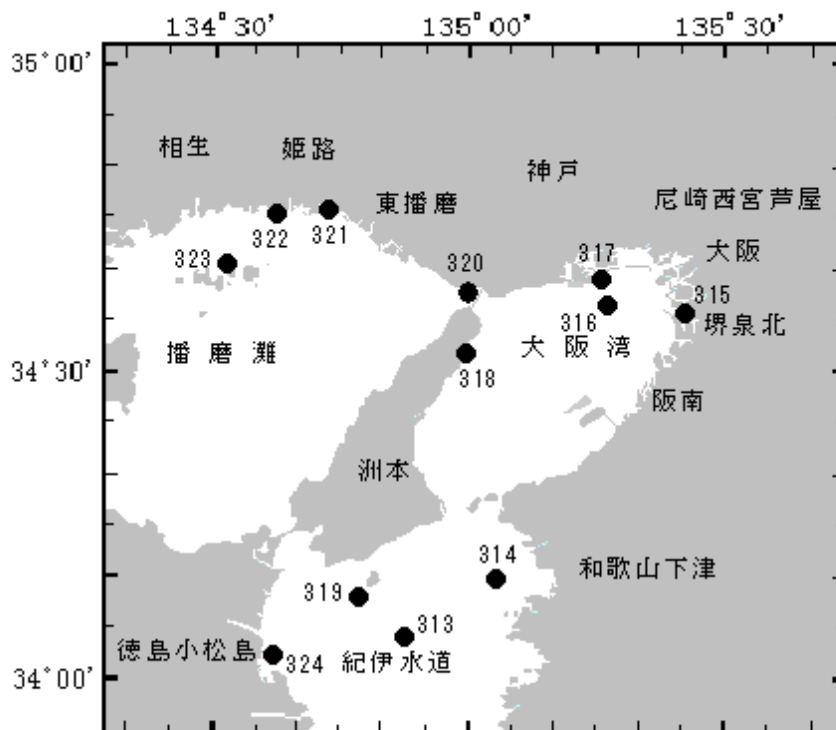 134°30' 135°00' 135°30'
35°00'
相生 姫路 神戸
東播磨 尼崎西宮芦屋
322 321 大阪
323 320 317 315
316 堺泉北
播磨灘 大阪湾
34°30' 318 阪南
洲本
314 和歌山下津
319 313
徳島小松島 324 紀伊水道
34°00'